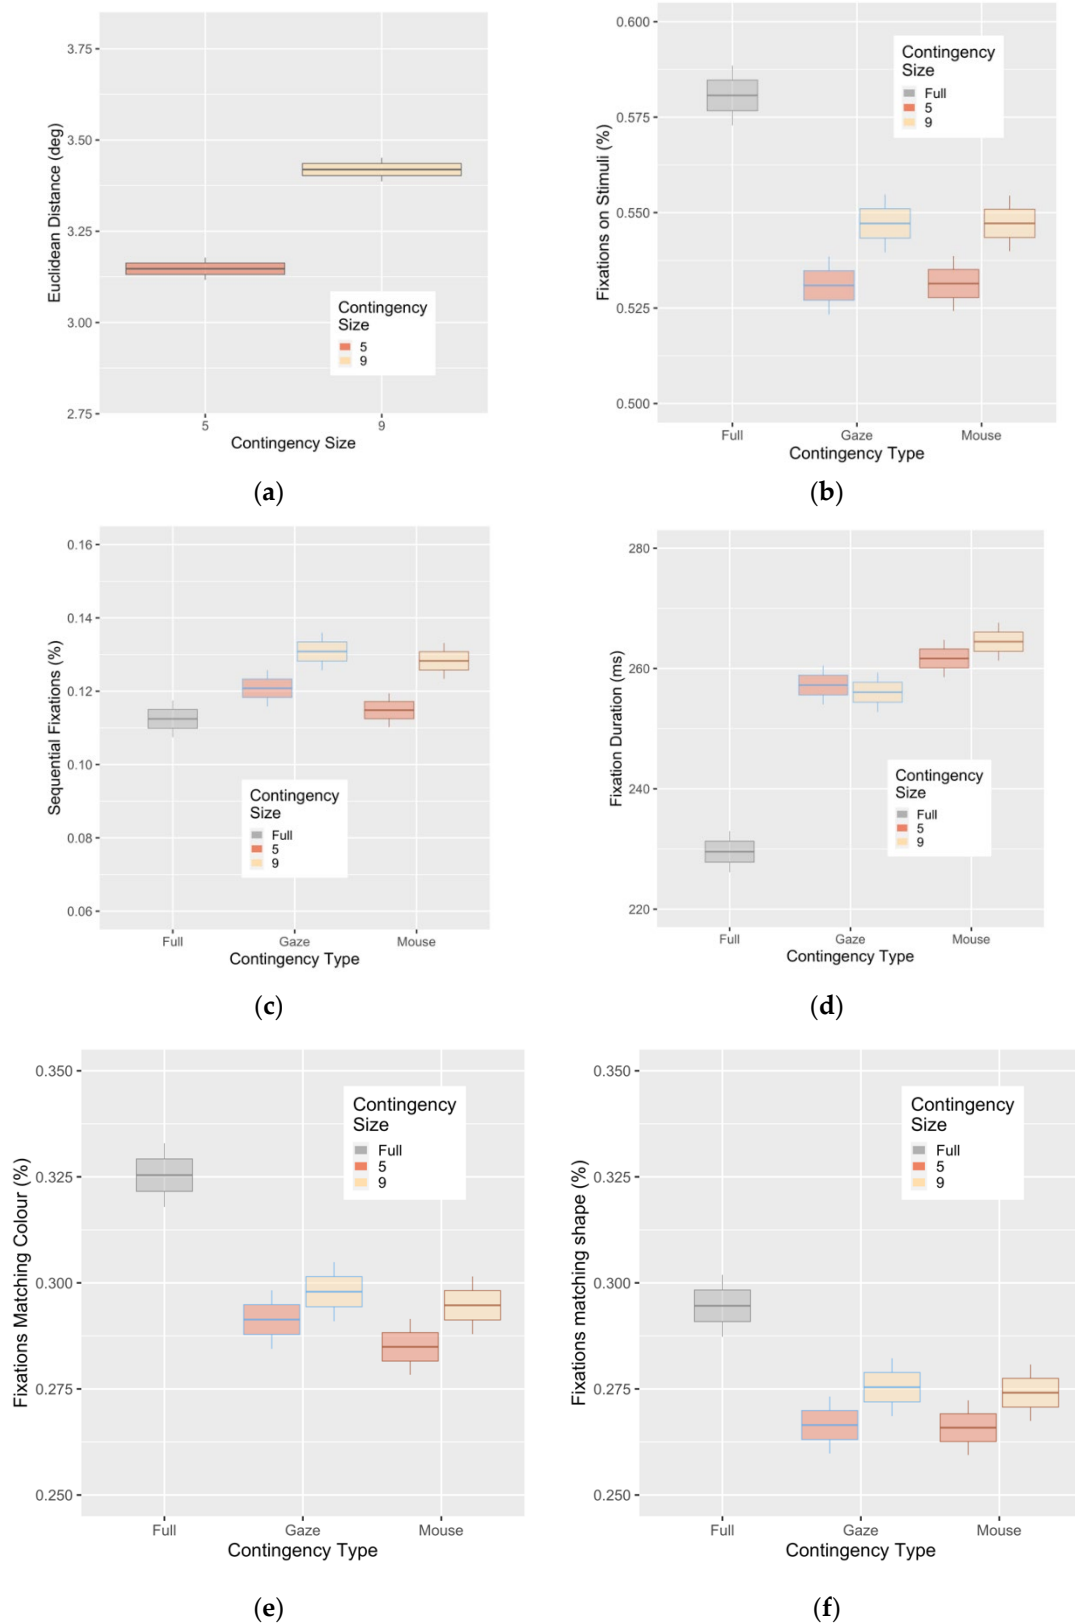 3.75
3.50
3.25
3.00
2.75
Euclidean Distance (deg)
Contingency
Size
5
9
5
9
Contingency Size
(a)
0.600
0.575
0.550
0.525
0.500
Fixations on Stimuli (%)
Contingency
Size
Full
5
9
Full
Gaze
Mouse
Contingency Type
(b)
0.16
0.14
0.12
0.10
0.08
0.06
Sequential Fixations (%)
Contingency
Size
Full
5
9
Full
Gaze
Mouse
Contingency Type
(c)
280
260
240
220
Fixation Duration (ms)
Contingency
Size
Full
5
9
Full
Gaze
Mouse
Contingency Type
(d)
0.350
0.325
0.300
0.275
0.250
Fixations Matching Colour (%)
Contingency
Size
Full
5
9
Full
Gaze
Mouse
Contingency Type
(e)
0.350
0.325
0.300
0.275
0.250
Fixations matching shape (%)
Contingency
Size
Full
5
9
Full
Gaze
Mouse
Contingency Type
(f)